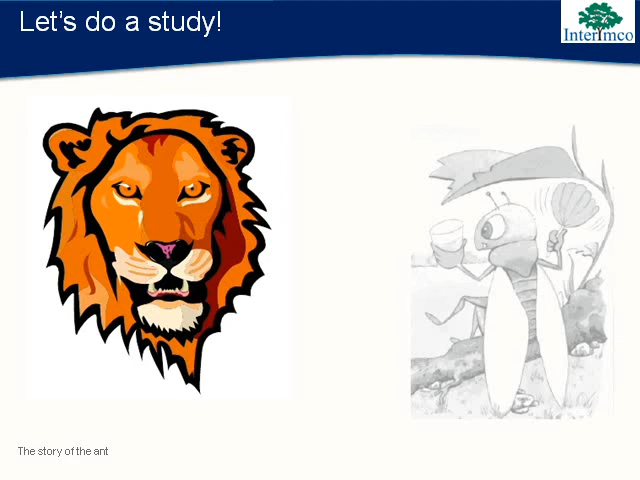 Let's do a study!
InterImco
The story of the ant